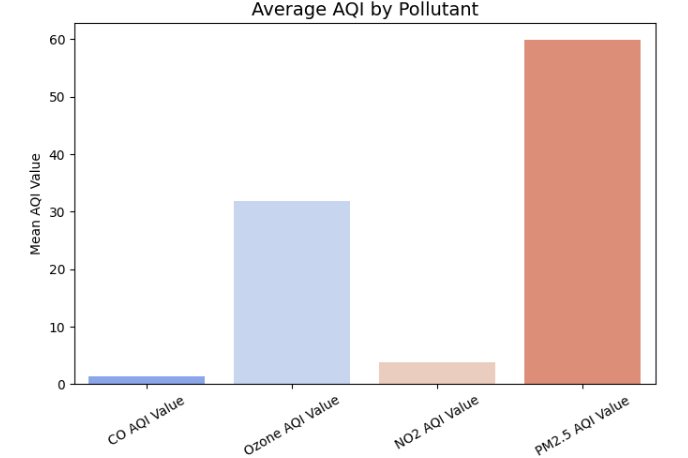 Average AQI by Pollutant
Mean AQI Value
60
50
40
30
20
10
0
CO AQI Value
Ozone AQI Value
NO2 AQI Value
PM2.5 AQI Value